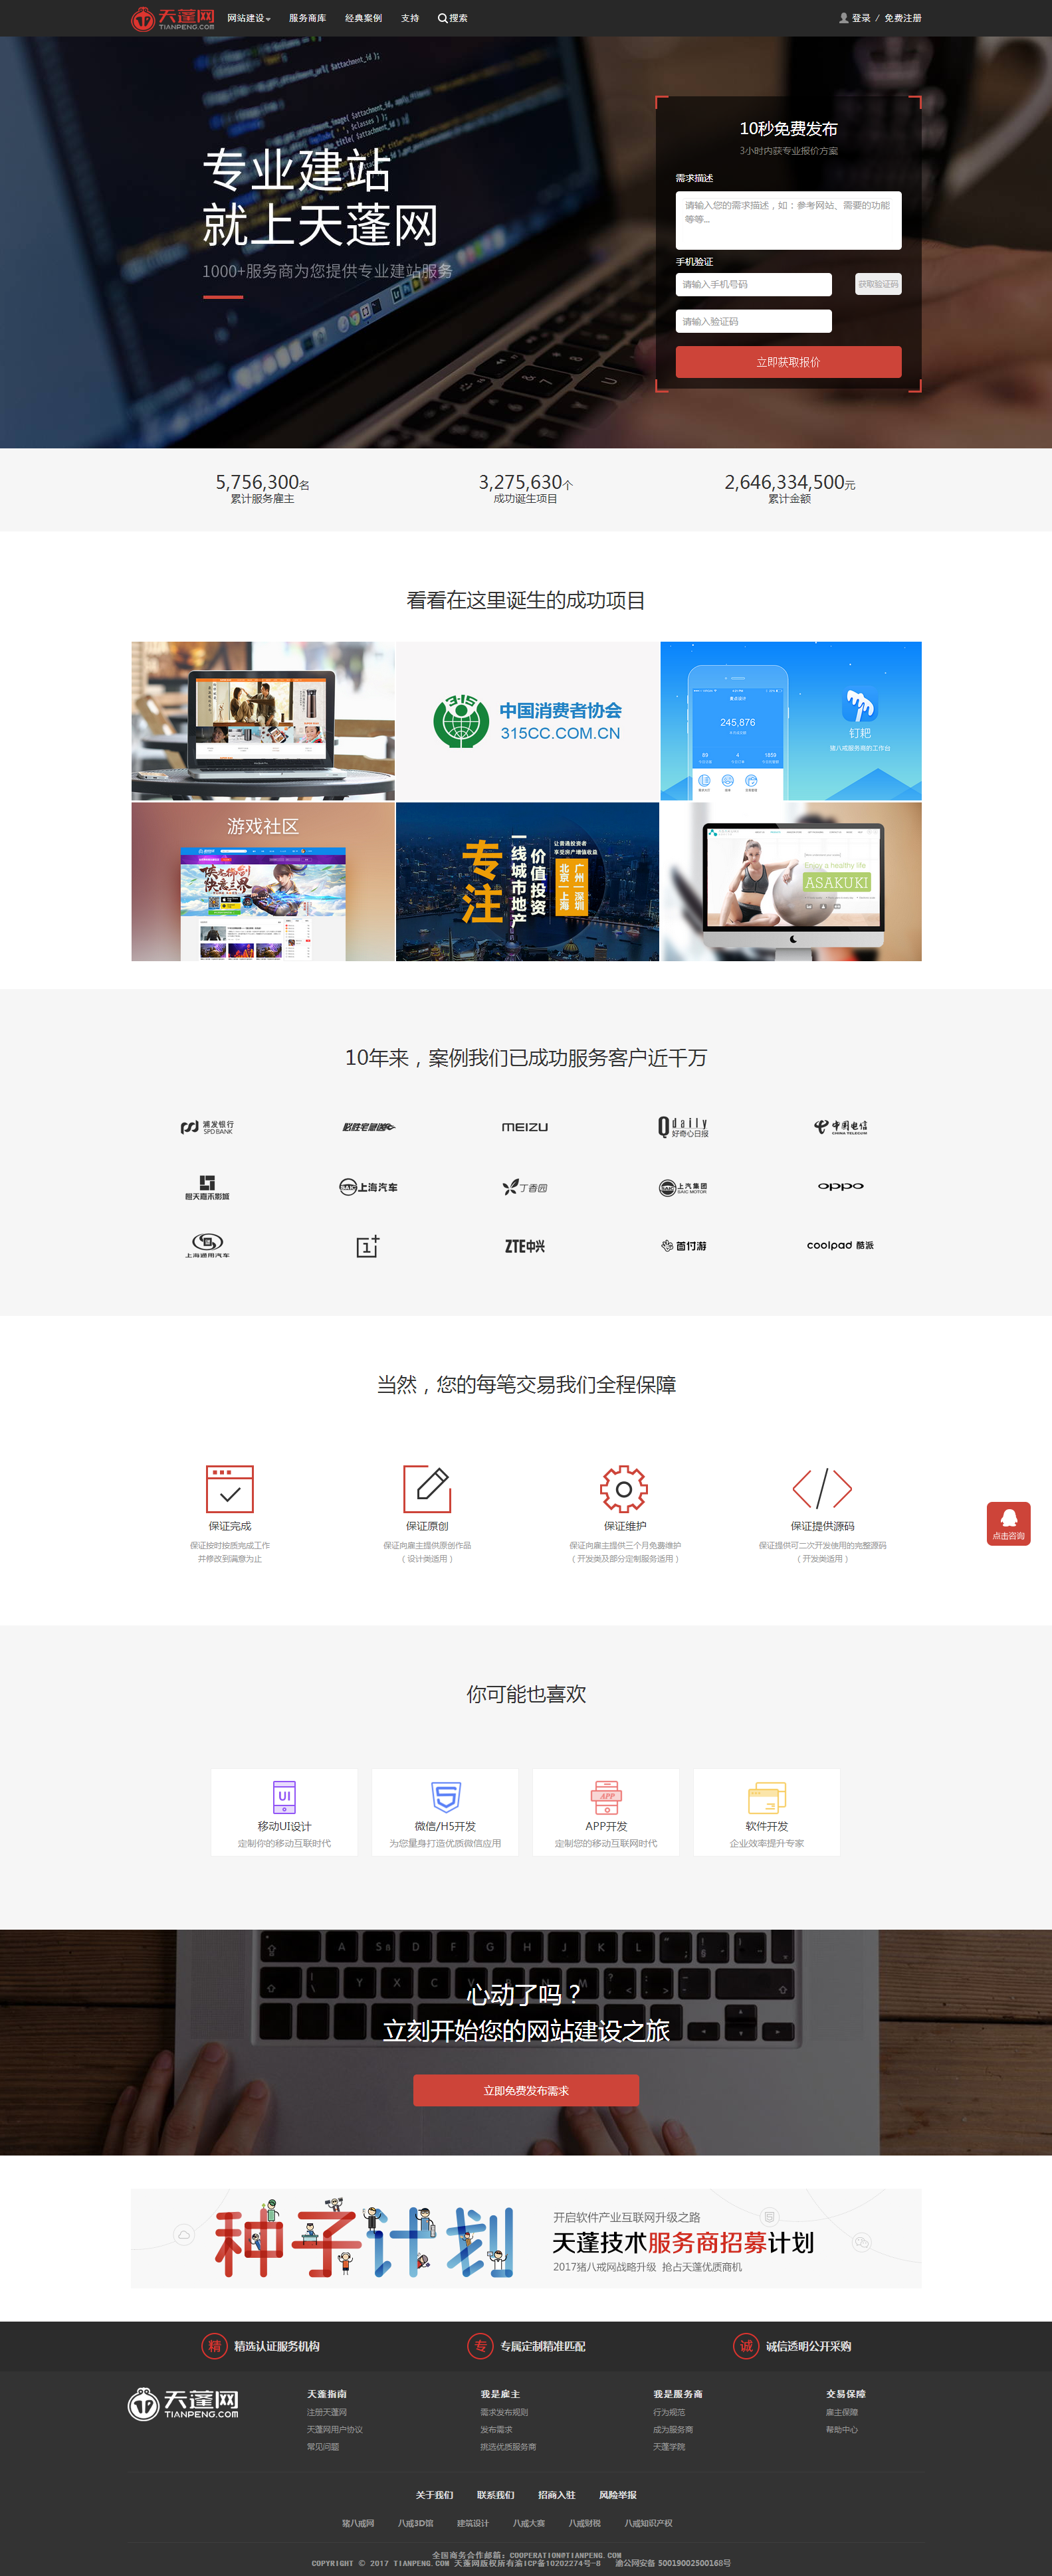 天蓬网
TIANPENG.COM
网站建设 服务商库 经典案例 支持 搜索 登录 / 免费注册
专业建站
就上天蓬网
1000+服务商为您提供专业建站服务
10秒免费发布
3小时内获专业报价方案
需求描述
请输入您的需求描述，如：参考网站、需要的功能
等等...
手机验证
请输入手机号码 获取验证码
请输入验证码
立即获取报价
5,756,300名 3,275,630个 2,646,334,500元
累计服务雇主 成功诞生项目 累计金额
看看在这里诞生的成功项目
3·15
中国消费者协会
315CC.COM.CN
245,876
钉耙
猪八戒服务商的工作台
游戏社区
专注
一线城市地产
价值投资
让普通投资者
享受房产增值收益
北京 上海
广州 深圳
Enjoy a healthy life
ASAKUKI
10年来，案例我们已成功服务客户近千万
浦发银行
SPD BANK
必胜宅急送
MEIZU
Qdaily
好奇心日报
中国电信
CHINA TELECOM
橙天嘉禾影城
SAIC 上海汽车
丁香园
上汽集团
SAIC MOTOR
OPPO
上海通用汽车
1+
ZTE中兴
首付游
coolpad 酷派
当然，您的每笔交易我们全程保障
保证完成 保证原创 保证维护 保证提供源码
保证按时按质完成工作 保证向雇主提供原创作品 保证向雇主提供三个月免费维护 保证提供可二次开发使用的完整源码
并修改到满意为止 （设计类适用） （开发类及部分定制服务适用） （开发类适用）
点击咨询
你可能也喜欢
UI
APP
移动UI设计 微信/H5开发 APP开发 软件开发
定制你的移动互联时代 为您量身打造优质微信应用 定制您的移动互联网时代 企业效率提升专家
心动了吗？
立刻开始您的网站建设之旅
立即免费发布需求
种子计划
开启软件产业互联网升级之路
天蓬技术服务商招募计划
2017猪八戒网战略升级 抢占天蓬优质商机
精 精选认证服务机构 专 专属定制精准匹配 诚 诚信透明公开采购
天蓬网
TIANPENG.COM
天蓬指南 我是雇主 我是服务商 交易保障
注册天蓬网 需求发布规则 行为规范 雇主保障
天蓬网用户协议 发布需求 成为服务商 帮助中心
常见问题 挑选优质服务商 天蓬学院
关于我们 联系我们 招商入驻 风险举报
猪八戒网 八戒3D馆 建筑设计 八戒大赛 八戒财税 八戒知识产权
全国商务合作邮箱：COOPERATION@TIANPENG.COM
COPYRIGHT © 2017 TIANPENG.COM 天蓬网版权所有渝ICP备10202274号-8 渝公网安备 50019002500168号